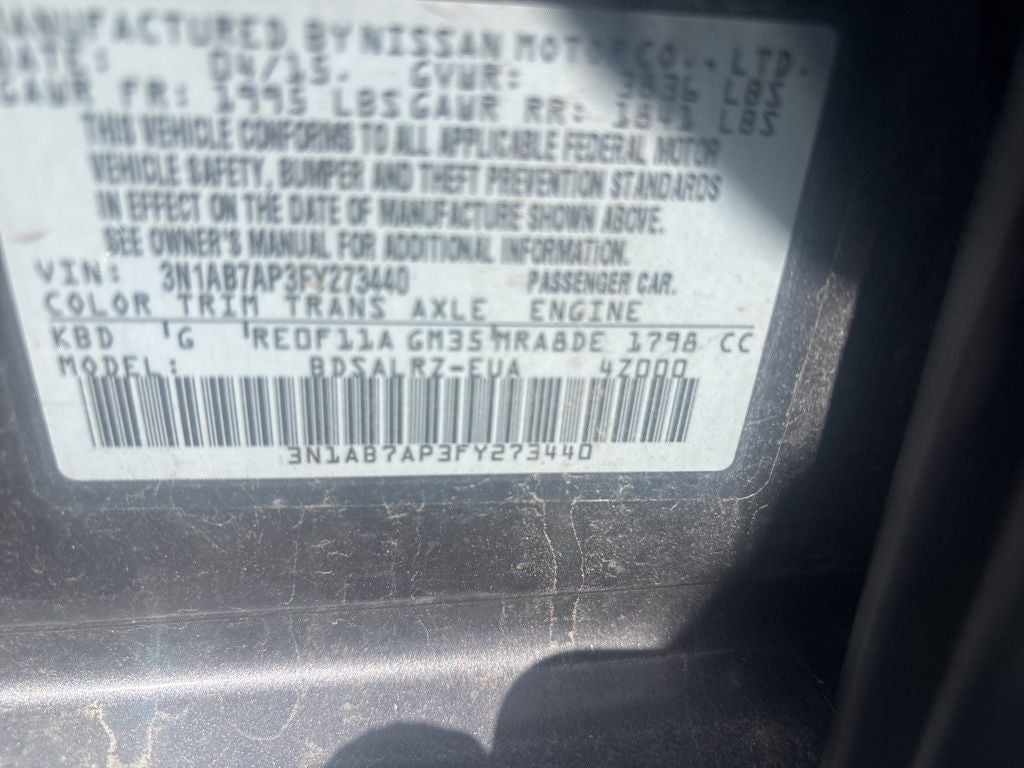 MANUFACTURED BY NISSAN MOTOR CO., LTD.
DATE: 04/15. GVWR: LBS
GAWR FR: 1995 LBS GAWR RR: 1841 LBS
THIS VEHICLE CONFORMS TO ALL APPLICABLE FEDERAL MOTOR
VEHICLE SAFETY, BUMPER AND THEFT PREVENTION STANDARDS
IN EFFECT ON THE DATE OF MANUFACTURE SHOWN ABOVE.
SEE OWNER'S MANUAL FOR ADDITIONAL INFORMATION.
VIN: 3N1AB7AP3FY273440 PASSENGER CAR.
COLOR TRIM TRANS AXLE ENGINE
KBD G RE0F11A GM35 MRA8DE 1798 CC
MODEL: BDSALRZ-EUA 4Z000
3N1AB7AP3FY273440